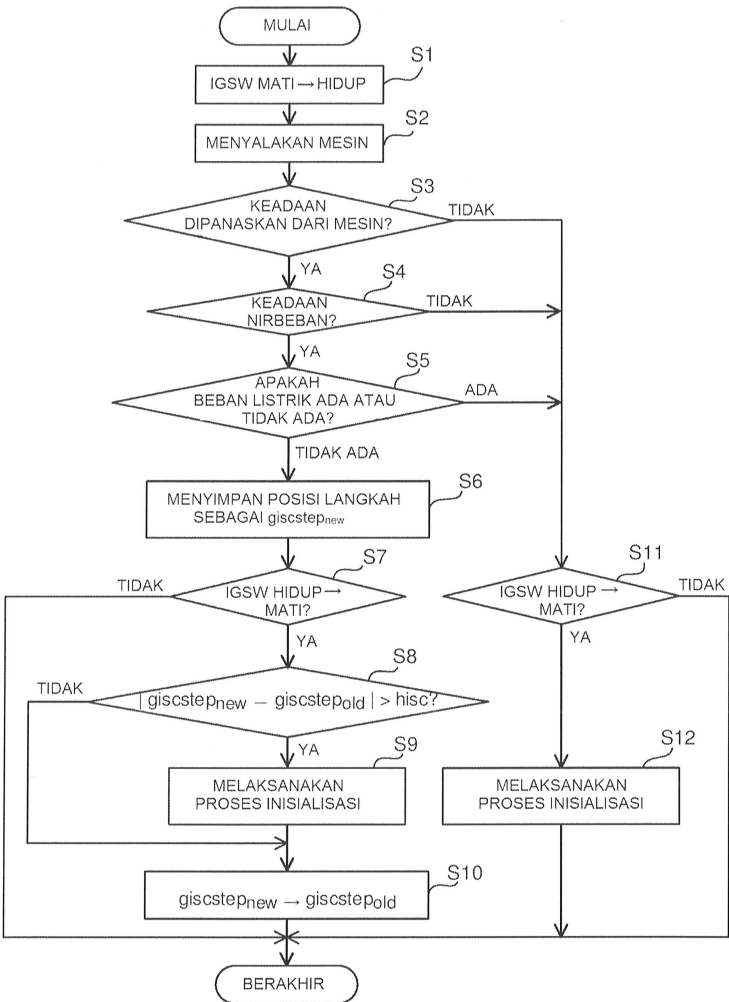 MULAI
S1
IGSW MATI → HIDUP
S2
MENYALAKAN MESIN
S3
KEADAAN
DIPANASKAN DARI MESIN?
TIDAK
YA
S4
KEADAAN
NIRBEBAN?
TIDAK
YA
S5
APAKAH
BEBAN LISTRIK ADA ATAU
TIDAK ADA?
ADA
TIDAK ADA
S6
MENYIMPAN POSISI LANGKAH
SEBAGAI giscstepnew
S7
IGSW HIDUP →
MATI?
TIDAK
YA
S11
IGSW HIDUP →
MATI?
TIDAK
YA
S8
| giscstepnew − giscstepold | > hisc?
TIDAK
YA
S9
MELAKSANAKAN
PROSES INISIALISASI
S12
MELAKSANAKAN
PROSES INISIALISASI
S10
giscstepnew → giscstepold
BERAKHIR